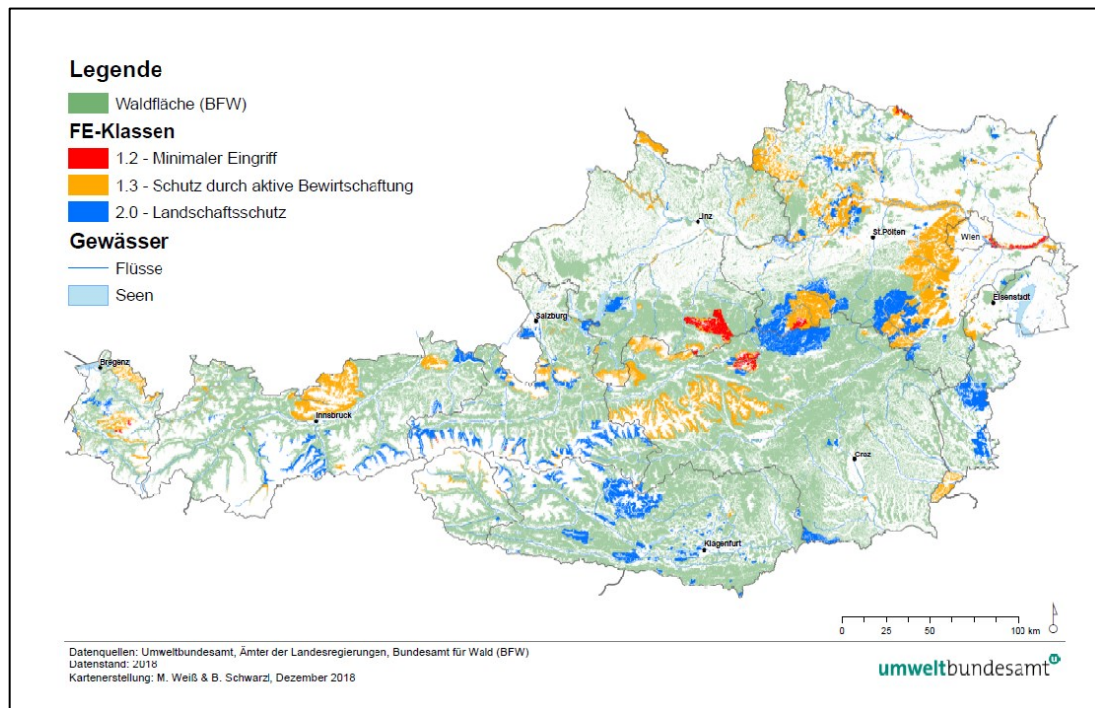 Legende
Waldfläche (BFW)
FE-Klassen
1.2 - Minimaler Eingriff
1.3 - Schutz durch aktive Bewirtschaftung
2.0 - Landschaftsschutz
Gewässer
Flüsse
Seen
Linz
St.Pölten
Wien
Eisenstadt
Salzburg
Bregenz
Innsbruck
Graz
Klagenfurt
0 25 50 100 km
Datenquellen: Umweltbundesamt, Ämter der Landesregierungen, Bundesamt für Wald (BFW)
Datenstand: 2018
Kartenerstellung: M. Weiß & B. Schwarzl, Dezember 2018
umweltbundesamt
u